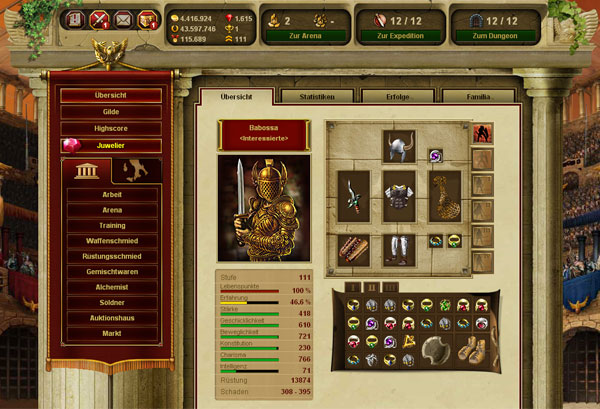 4.416.924
1.615
43.597.746
1
115.689
111
2
-
12 / 12
12 / 12
Zur Arena
Zur Expedition
Zum Dungeon
Übersicht
Gilde
Highscore
Juwelier
Arbeit
Arena
Training
Waffenschmied
Rüstungsschmied
Gemischtwaren
Alchemist
Söldner
Auktionshaus
Markt
Übersicht
Statistiken
Erfolge ..
Familia ..
Babossa
<Interessierte>
Stufe 111
Lebenspunkte 100 %
Erfahrung 46.6 %
Stärke 418
Geschicklichkeit 610
Beweglichkeit 721
Konstitution 230
Charisma 766
Intelligenz 71
Rüstung 13874
Schaden 308 - 395
I II III